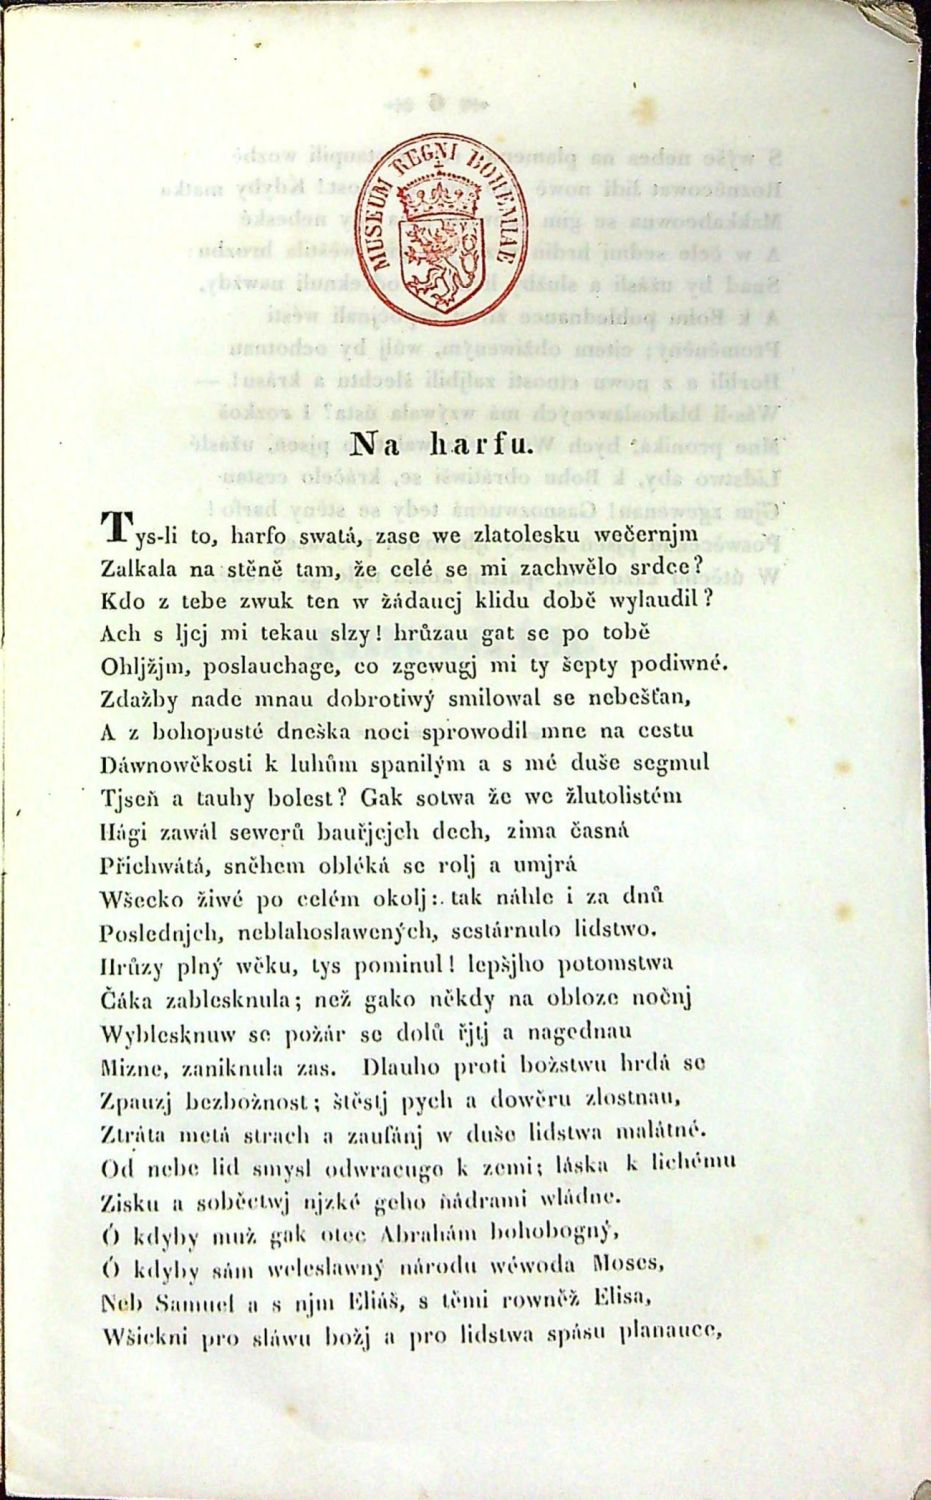 MUSEUM REGNI BOHEMIAE
Na harfu.
Tys-li to, harfo swatá, zase we zlatolesku wečernjm
Zalkala na stěně tam, že celé se mi zachwělo srdce?
Kdo z tebe zwuk ten w žádaucj klidu době wylaudil?
Ach s ljcj mi tekau slzy! hrůzau gat se po tobě
Ohljžjm, poslauchage, co zgewugj mi ty šepty podiwné.
Zdažby nade mnau dobrotiwý smilowal se nebešťan,
A z bohopusté dneška noci sprowodil mne na cestu
Dáwnowěkosti k luhům spanilým a s mé duše segmul
Tjseň a tauhy bolest? Gak sotwa že we žlutolistém
Hági zawál sewerů bauřjcjch dech, zima časná
Přichwátá, sněhem obléká se rolj a umjrá
Wšecko žiwé po celém okolj: tak náhle i za dnů
Poslednjch, neblahoslawených, sestárnulo lidstwo.
Hrůzy plný wěku, tys pominul! lepšjho potomstwa
Čáka zablesknula; než gako někdy na obloze nočnj
Wyblesknuw se požár se dolů řjtj a nagednau
Mizne, zaniknula zas. Dlauho proti božstwu hrdá se
Zpauzj bezbožnost; štěstj pych a dowěru zlostnau,
Ztráta metá strach a zaufánj w duše lidstwa malátné.
Od nebe lid smysl odwracugo k zemi; láska k lichému
Zisku a soběctwj njzké geho ňádrami wládne.
Ó kdyby muž gak otec Abrahám bohobogný,
Ó kdyby sám weleslawný národu wéwoda Moses,
Neb Samuel a s njm Eliáš, s těmi rowněž Elisa,
Wšickni pro sláwu božj a pro lidstwa spásu planauce,